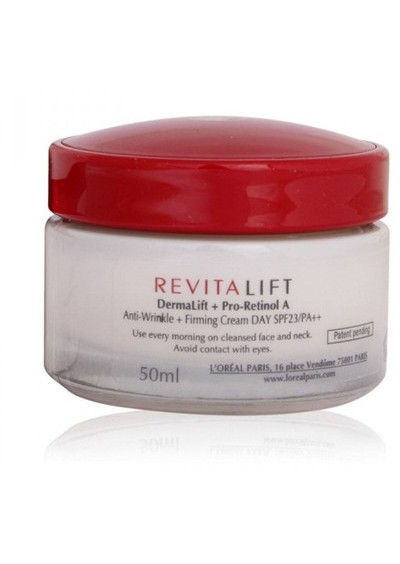 REVITALIFT
DermaLift + Pro-Retinol A
Anti-Wrinkle + Firming Cream DAY SPF23/PA++
Patent pending
Use every morning on cleansed face and neck.
Avoid contact with eyes.
50ml
L'ORÉAL PARIS, 16 place Vendôme 75001 PARIS
www.lorealparis.com